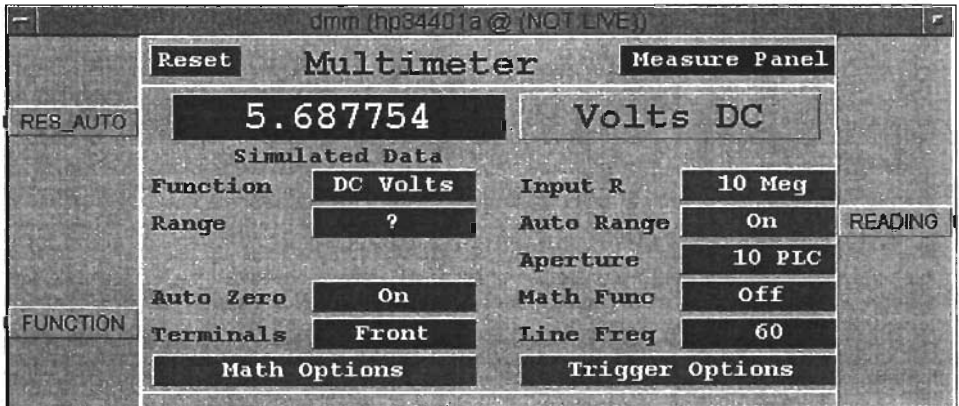 dmm (hp34401a @ (NOT LIVE))
Reset Multimeter Measure Panel
RES_AUTO 5.687754 Volts DC
Simulated Data
Function DC Volts Input R 10 Meg
Range ? Auto Range On READING
Aperture 10 PLC
Auto Zero On Math Func Off
FUNCTION Terminals Front Line Freq 60
Math Options Trigger Options